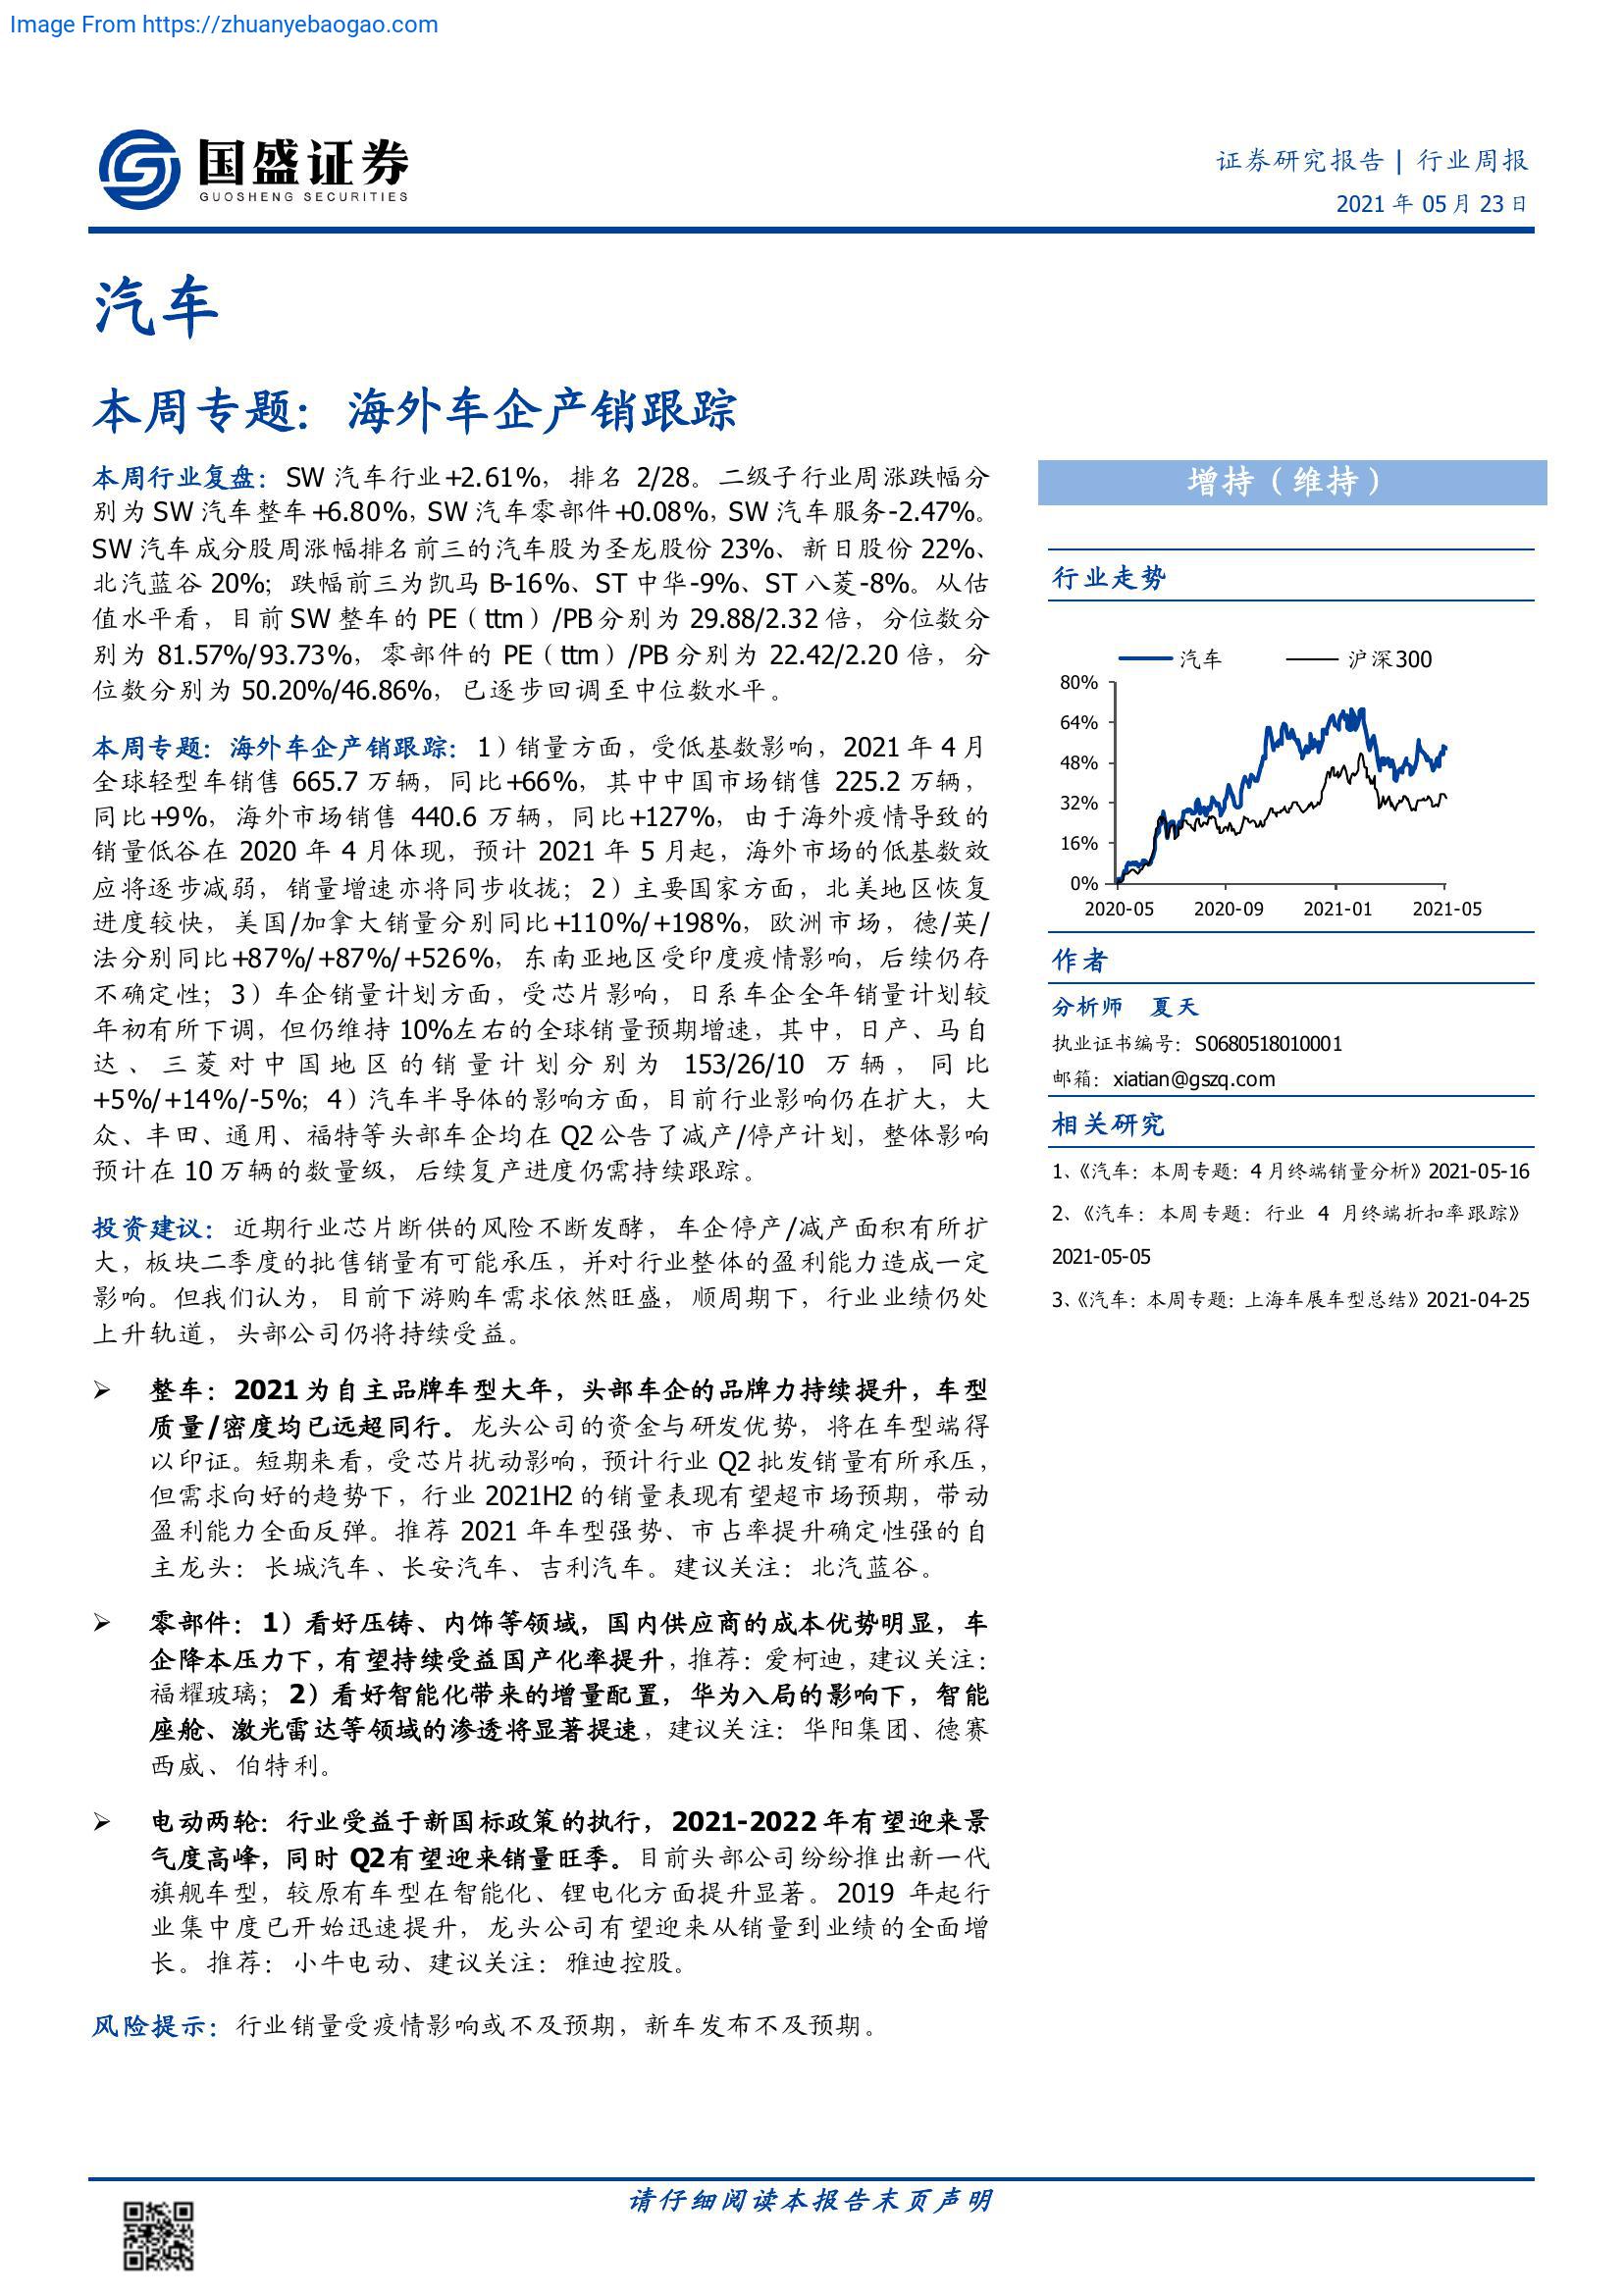 Image From https://zhuanyebaogao.com
国盛证券
GUOSHENG SECURITIES
证券研究报告 | 行业周报
2021 年 05 月 23 日
汽车
本周专题：海外车企产销跟踪
本周行业复盘：SW 汽车行业+2.61%，排名 2/28。二级子行业周涨跌幅分
别为 SW 汽车整车+6.80%，SW 汽车零部件+0.08%，SW 汽车服务-2.47%。
SW 汽车成分股周涨幅排名前三的汽车股为圣龙股份 23%、新日股份 22%、
北汽蓝谷 20%；跌幅前三为凯马 B-16%、ST 中华-9%、ST 八菱-8%。从估
值水平看，目前 SW 整车的 PE（ttm）/PB 分别为 29.88/2.32 倍，分位数分
别为 81.57%/93.73%，零部件的 PE（ttm）/PB 分别为 22.42/2.20 倍，分
位数分别为 50.20%/46.86%，已逐步回调至中位数水平。
本周专题：海外车企产销跟踪：1）销量方面，受低基数影响，2021 年 4 月
全球轻型车销售 665.7 万辆，同比+66%，其中中国市场销售 225.2 万辆，
同比+9%，海外市场销售 440.6 万辆，同比+127%，由于海外疫情导致的
销量低谷在 2020 年 4 月体现，预计 2021 年 5 月起，海外市场的低基数效
应将逐步减弱，销量增速亦将同步收拢；2）主要国家方面，北美地区恢复
进度较快，美国/加拿大销量分别同比+110%/+198%，欧洲市场，德/英/
法分别同比+87%/+87%/+526%，东南亚地区受印度疫情影响，后续仍存
不确定性；3）车企销量计划方面，受芯片影响，日系车企全年销量计划较
年初有所下调，但仍维持 10%左右的全球销量预期增速，其中，日产、马自
达、三菱对中国地区的销量计划分别为 153/26/10 万辆，同比
+5%/+14%/-5%；4）汽车半导体的影响方面，目前行业影响仍在扩大，大
众、丰田、通用、福特等头部车企均在 Q2 公告了减产/停产计划，整体影响
预计在 10 万辆的数量级，后续复产进度仍需持续跟踪。
投资建议：近期行业芯片断供的风险不断发酵，车企停产/减产面积有所扩
大，板块二季度的批售销量有可能承压，并对行业整体的盈利能力造成一定
影响。但我们认为，目前下游购车需求依然旺盛，顺周期下，行业业绩仍处
上升轨道，头部公司仍将持续受益。
➢ 整车：2021 为自主品牌车型大年，头部车企的品牌力持续提升，车型
质量/密度均已远超同行。龙头公司的资金与研发优势，将在车型端得
以印证。短期来看，受芯片扰动影响，预计行业 Q2 批发销量有所承压，
但需求向好的趋势下，行业 2021H2 的销量表现有望超市场预期，带动
盈利能力全面反弹。推荐 2021 年车型强势、市占率提升确定性强的自
主龙头：长城汽车、长安汽车、吉利汽车。建议关注：北汽蓝谷。
➢ 零部件：1）看好压铸、内饰等领域，国内供应商的成本优势明显，车
企降本压力下，有望持续受益国产化率提升，推荐：爱柯迪，建议关注：
福耀玻璃；2）看好智能化带来的增量配置，华为入局的影响下，智能
座舱、激光雷达等领域的渗透将显著提速，建议关注：华阳集团、德赛
西威、伯特利。
➢ 电动两轮：行业受益于新国标政策的执行，2021-2022 年有望迎来景
气度高峰，同时 Q2 有望迎来销量旺季。目前头部公司纷纷推出新一代
旗舰车型，较原有车型在智能化、锂电化方面提升显著。2019 年起行
业集中度已开始迅速提升，龙头公司有望迎来从销量到业绩的全面增
长。推荐：小牛电动、建议关注：雅迪控股。
风险提示：行业销量受疫情影响或不及预期，新车发布不及预期。
增持（维持）
行业走势
汽车 沪深300
80%
64%
48%
32%
16%
0%
2020-05 2020-09 2021-01 2021-05
作者
分析师 夏天
执业证书编号：S0680518010001
邮箱：xiatian@gszq.com
相关研究
1、《汽车：本周专题：4 月终端销量分析》2021-05-16
2、《汽车：本周专题：行业 4 月终端折扣率跟踪》
2021-05-05
3、《汽车：本周专题：上海车展车型总结》2021-04-25
请仔细阅读本报告末页声明